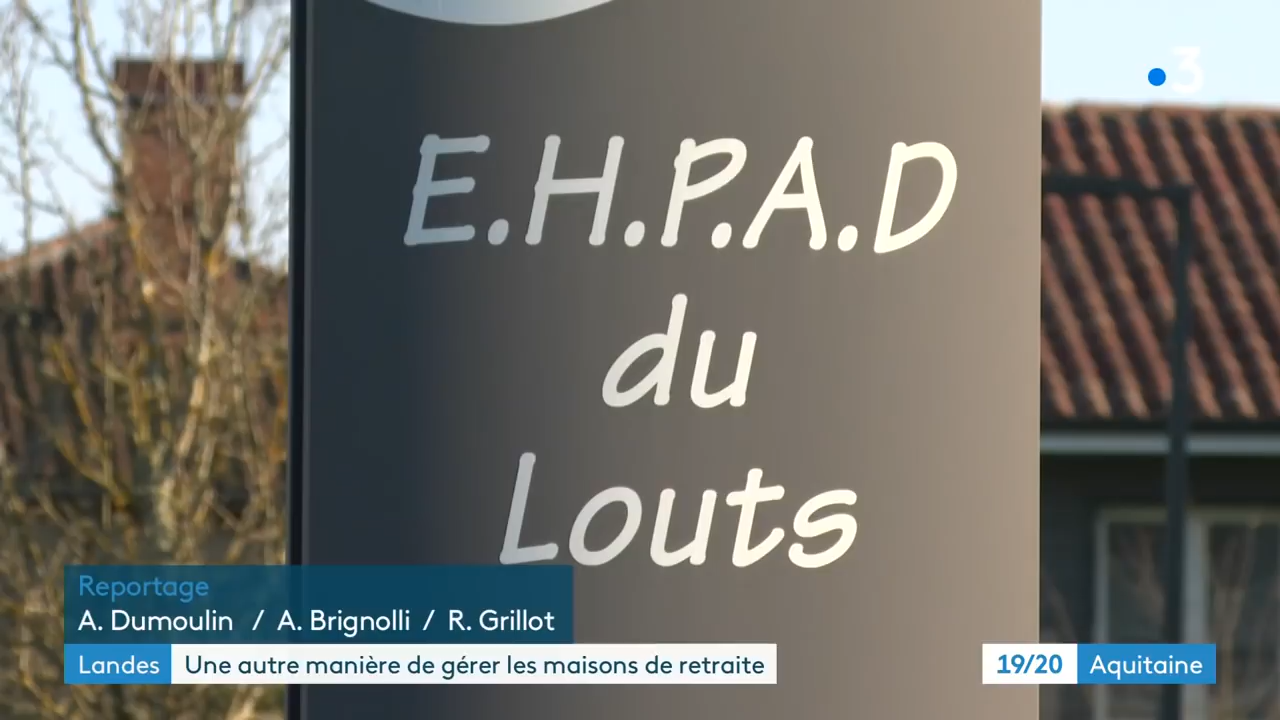 3
E.H.P.A.D
du
Louts
Reportage
A. Dumoulin / A. Brignolli / R. Grillot
Landes Une autre manière de gérer les maisons de retraite
19/20 Aquitaine